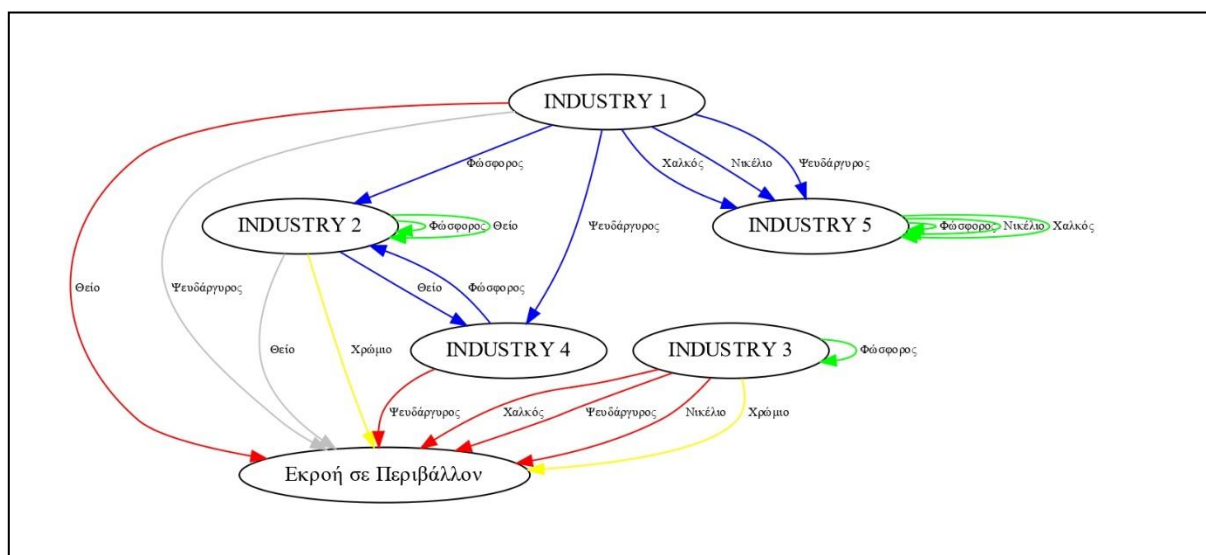 INDUSTRY 1
Φώσφορος
Χαλκός
Νικέλιο
Ψευδάργυρος
INDUSTRY 2
Φώσφορος
Θείο
Ψευδάργυρος
INDUSTRY 5
Φώσφορος
Νικέλιο
Χαλκός
Θείο
Ψευδάργυρος
Θείο
Φώσφορος
Θείο
Χρώμιο
INDUSTRY 4
INDUSTRY 3
Φώσφορος
Ψευδάργυρος
Χαλκός
Ψευδάργυρος
Νικέλιο
Χρώμιο
Εκροή σε Περιβάλλον